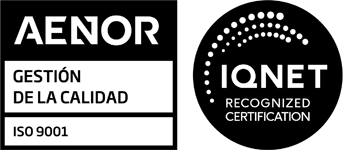 AENOR
GESTIÓN
DE LA CALIDAD
ISO 9001
IQNET
RECOGNIZED
CERTIFICATION